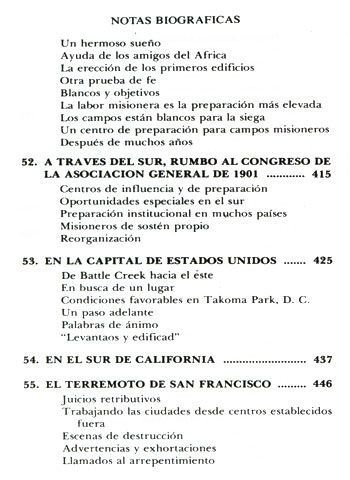 NOTAS BIOGRAFICAS
Un hermoso sueño
Ayuda de los amigos del Africa
La erección de los primeros edificios
Otra prueba de fe
Blancos y objetivos
La labor misionera es la preparación más elevada
Los campos están blancos para la siega
Un centro de preparación para campos misioneros
Después de muchos años
52. A TRAVES DEL SUR, RUMBO AL CONGRESO DE
LA ASOCIACION GENERAL DE 1901 ............ 415
Centros de influencia y de preparación
Oportunidades especiales en el sur
Preparación institucional en muchos países
Misioneros de sostén propio
Reorganización
53. EN LA CAPITAL DE ESTADOS UNIDOS ....... 425
De Battle Creek hacia el éste
En busca de un lugar
Condiciones favorables en Takoma Park, D. C.
Un paso adelante
Palabras de ánimo
"Levantaos y edificad"
54. EN EL SUR DE CALIFORNIA ..................... 437
55. EL TERREMOTO DE SAN FRANCISCO ......... 446
Juicios retributivos
Trabajando las ciudades desde centros establecidos
fuera
Escenas de destrucción
Advertencias y exhortaciones
Llamados al arrepentimiento